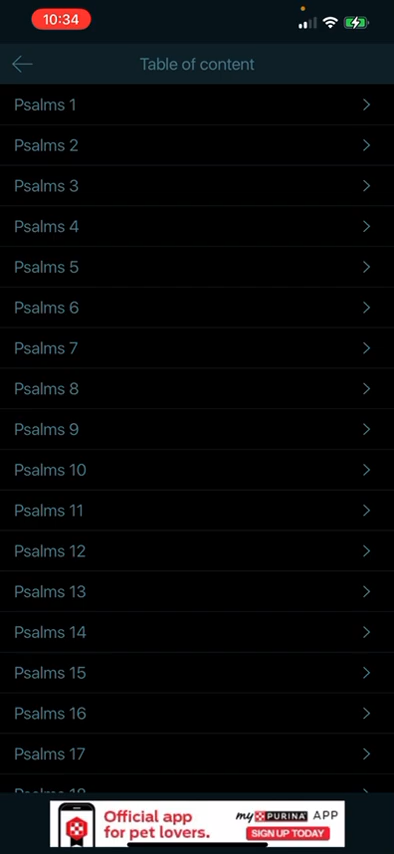 10:34
Table of content
Psalms 1
Psalms 2
Psalms 3
Psalms 4
Psalms 5
Psalms 6
Psalms 7
Psalms 8
Psalms 9
Psalms 10
Psalms 11
Psalms 12
Psalms 13
Psalms 14
Psalms 15
Psalms 16
Psalms 17
Psalms 18
Official app
for pet lovers.
my PURINA APP
SIGN UP TODAY